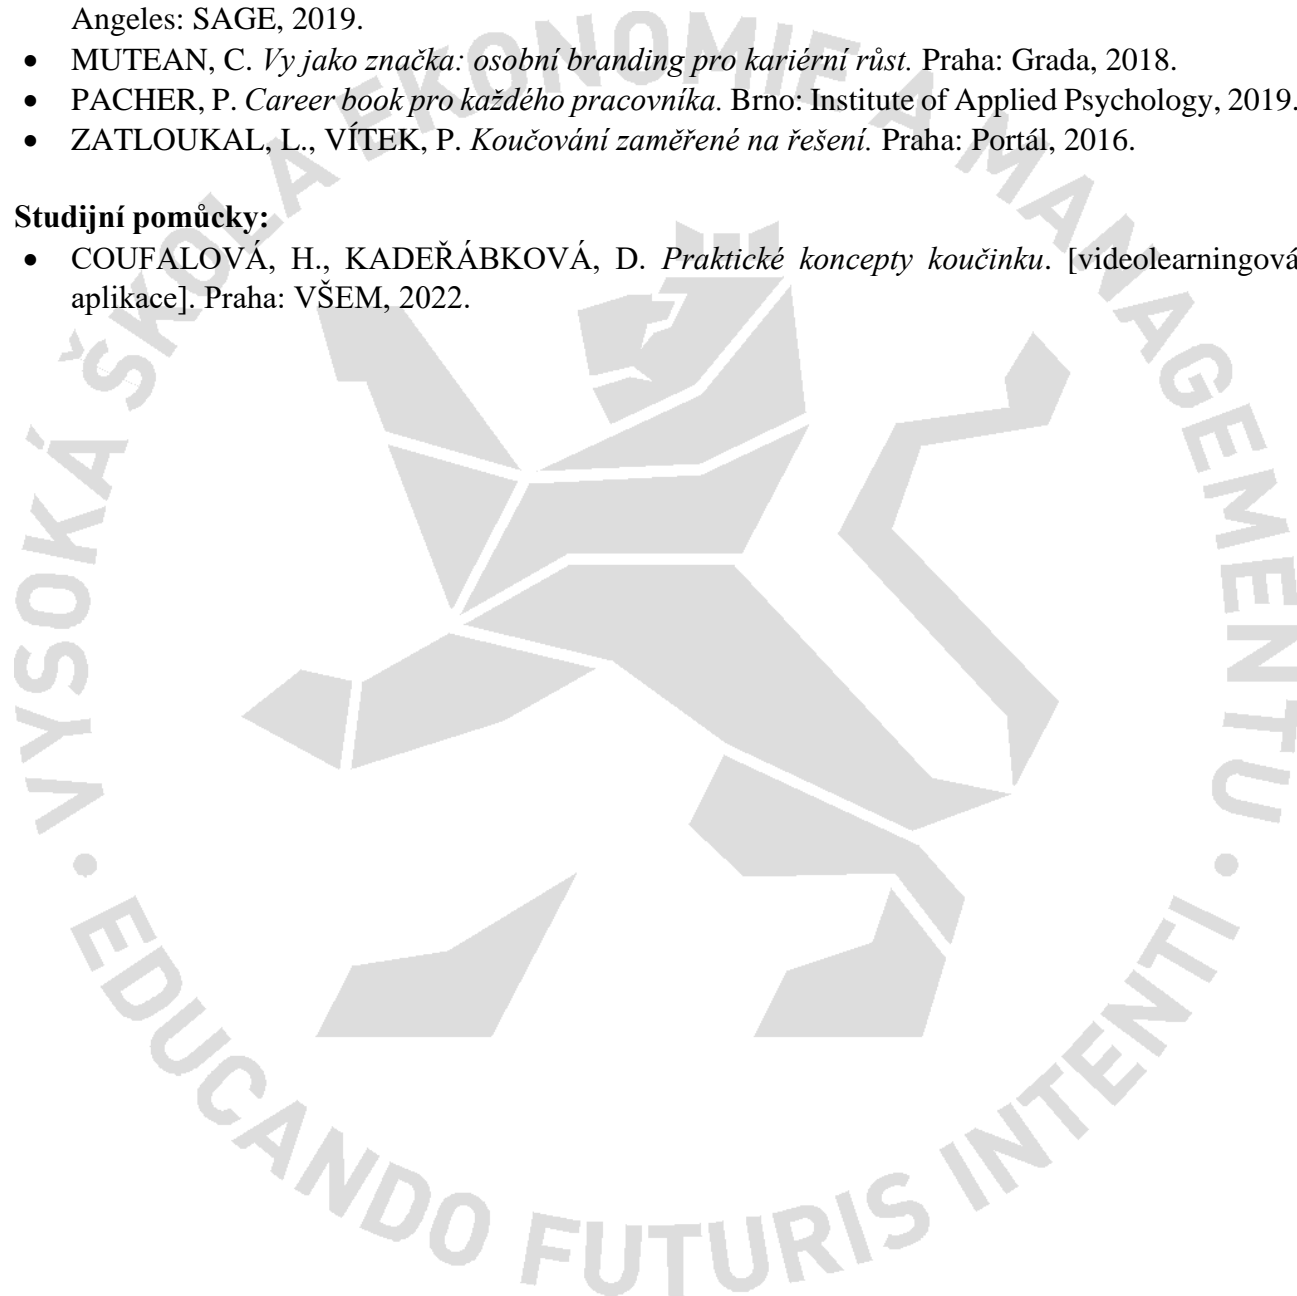 Angeles: SAGE, 2019.
• MUTEAN, C. Vy jako značka: osobní branding pro kariérní růst. Praha: Grada, 2018.
• PACHER, P. Career book pro každého pracovníka. Brno: Institute of Applied Psychology, 2019.
• ZATLOUKAL, L., VÍTEK, P. Koučování zaměřené na řešení. Praha: Portál, 2016.
Studijní pomůcky:
• COUFALOVÁ, H., KADEŘÁBKOVÁ, D. Praktické koncepty koučinku. [videolearningová
aplikace]. Praha: VŠEM, 2022.
VYSOKÁ ŠKOLA EKONOMIE A MANAGEMENTU
• EDUCANDO FUTURIS INTENTI •